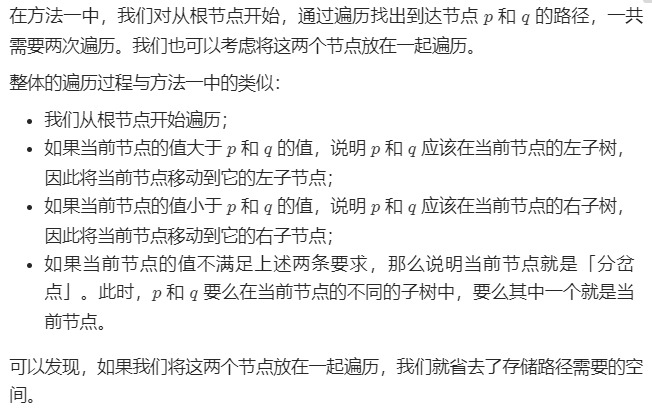 在方法一中，我们对从根节点开始，通过遍历找出到达节点 p 和 q 的路径，一共
需要两次遍历。我们也可以考虑将这两个节点放在一起遍历。
整体的遍历过程与方法一中的类似：
• 我们从根节点开始遍历；
• 如果当前节点的值大于 p 和 q 的值，说明 p 和 q 应该在当前节点的左子树，
因此将当前节点移动到它的左子节点；
• 如果当前节点的值小于 p 和 q 的值，说明 p 和 q 应该在当前节点的右子树，
因此将当前节点移动到它的右子节点；
• 如果当前节点的值不满足上述两条要求，那么说明当前节点就是「分岔
点」。此时，p 和 q 要么在当前节点的不同的子树中，要么其中一个就是当
前节点。
可以发现，如果我们将这两个节点放在一起遍历，我们就省去了存储路径需要的空
间。